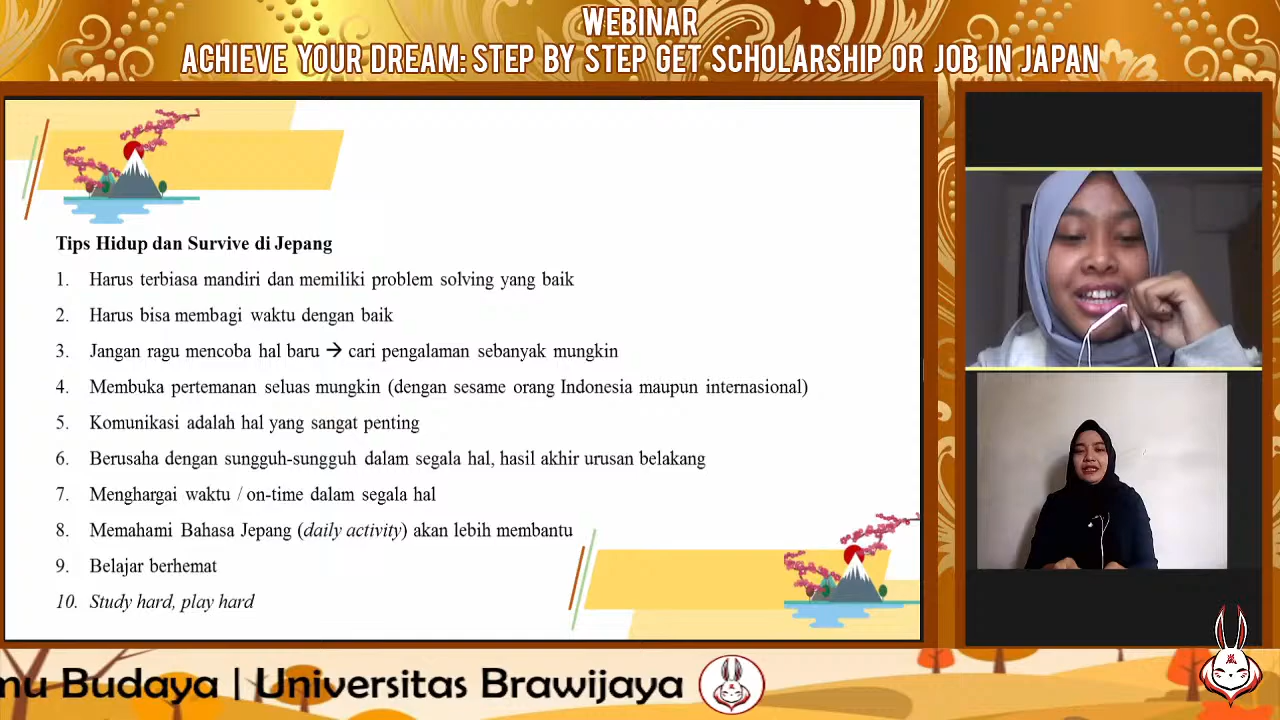 WEBINAR
ACHIEVE YOUR DREAM: STEP BY STEP GET SCHOLARSHIP OR JOB IN JAPAN
Tips Hidup dan Survive di Jepang
1. Harus terbiasa mandiri dan memiliki problem solving yang baik
2. Harus bisa membagi waktu dengan baik
3. Jangan ragu mencoba hal baru → cari pengalaman sebanyak mungkin
4. Membuka pertemanan seluas mungkin (dengan sesame orang Indonesia maupun internasional)
5. Komunikasi adalah hal yang sangat penting
6. Berusaha dengan sungguh-sungguh dalam segala hal, hasil akhir urusan belakang
7. Menghargai waktu / on-time dalam segala hal
8. Memahami Bahasa Jepang (daily activity) akan lebih membantu
9. Belajar berhemat
10. Study hard, play hard
mu Budaya | Universitas Brawijaya